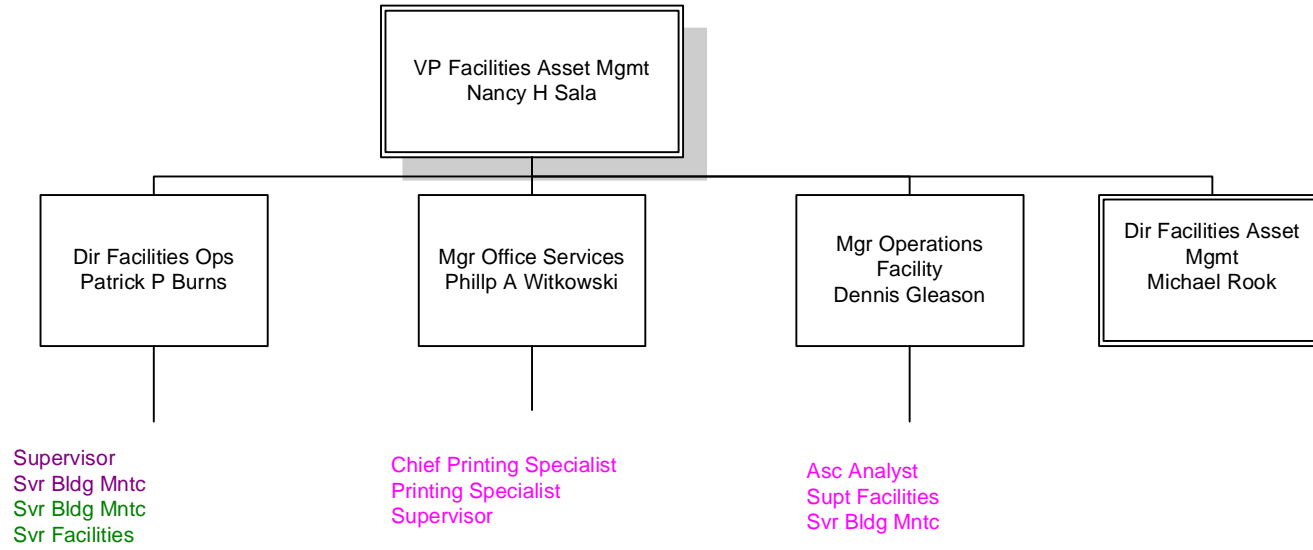 VP Facilities Asset Mgmt
Nancy H Sala
Dir Facilities Ops
Patrick P Burns
Mgr Office Services
Phillp A Witkowski
Mgr Operations
Facility
Dennis Gleason
Dir Facilities Asset
Mgmt
Michael Rook
Supervisor
Svr Bldg Mntc
Svr Bldg Mntc
Svr Facilities
Chief Printing Specialist
Printing Specialist
Supervisor
Asc Analyst
Supt Facilities
Svr Bldg Mntc